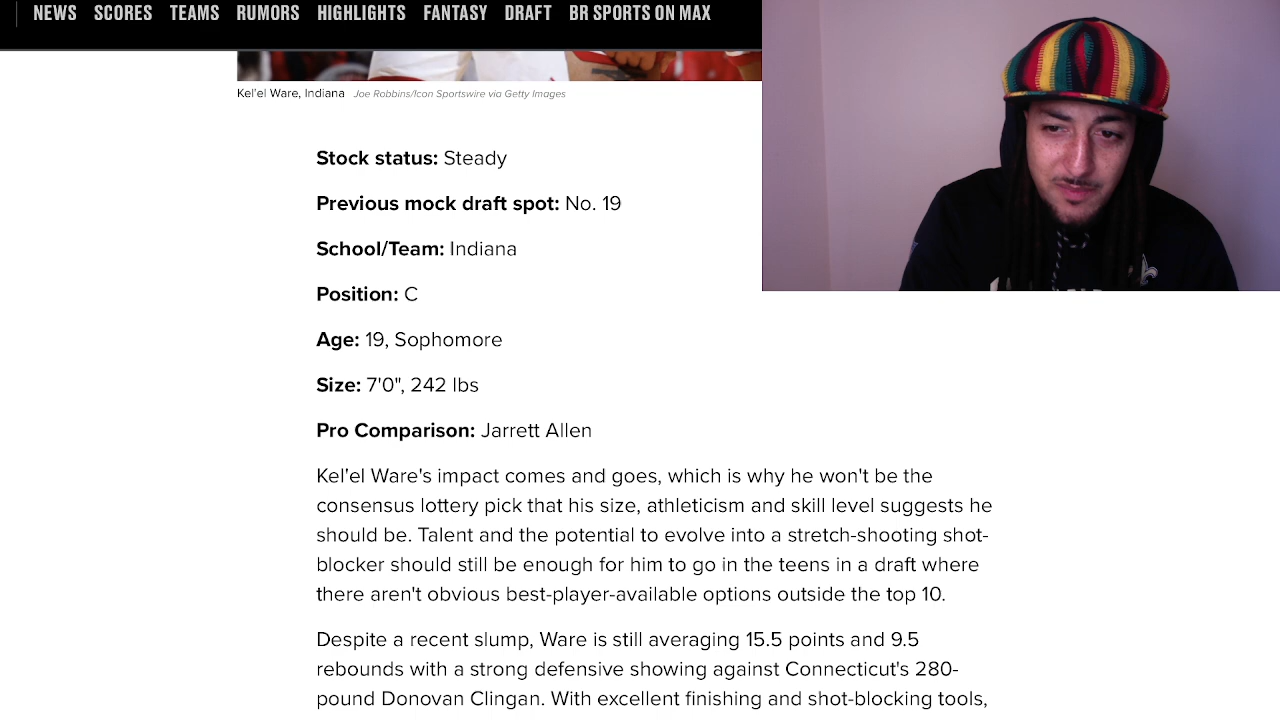 NEWS SCORES TEAMS RUMORS HIGHLIGHTS FANTASY DRAFT BR SPORTS ON MAX
Kel'el Ware, Indiana Joe Robbins/Icon Sportswire via Getty Images
Stock status: Steady
Previous mock draft spot: No. 19
School/Team: Indiana
Position: C
Age: 19, Sophomore
Size: 7'0", 242 lbs
Pro Comparison: Jarrett Allen
Kel'el Ware's impact comes and goes, which is why he won't be the
consensus lottery pick that his size, athleticism and skill level suggests he
should be. Talent and the potential to evolve into a stretch-shooting shot-
blocker should still be enough for him to go in the teens in a draft where
there aren't obvious best-player-available options outside the top 10.
Despite a recent slump, Ware is still averaging 15.5 points and 9.5
rebounds with a strong defensive showing against Connecticut's 280-
pound Donovan Clingan. With excellent finishing and shot-blocking tools,